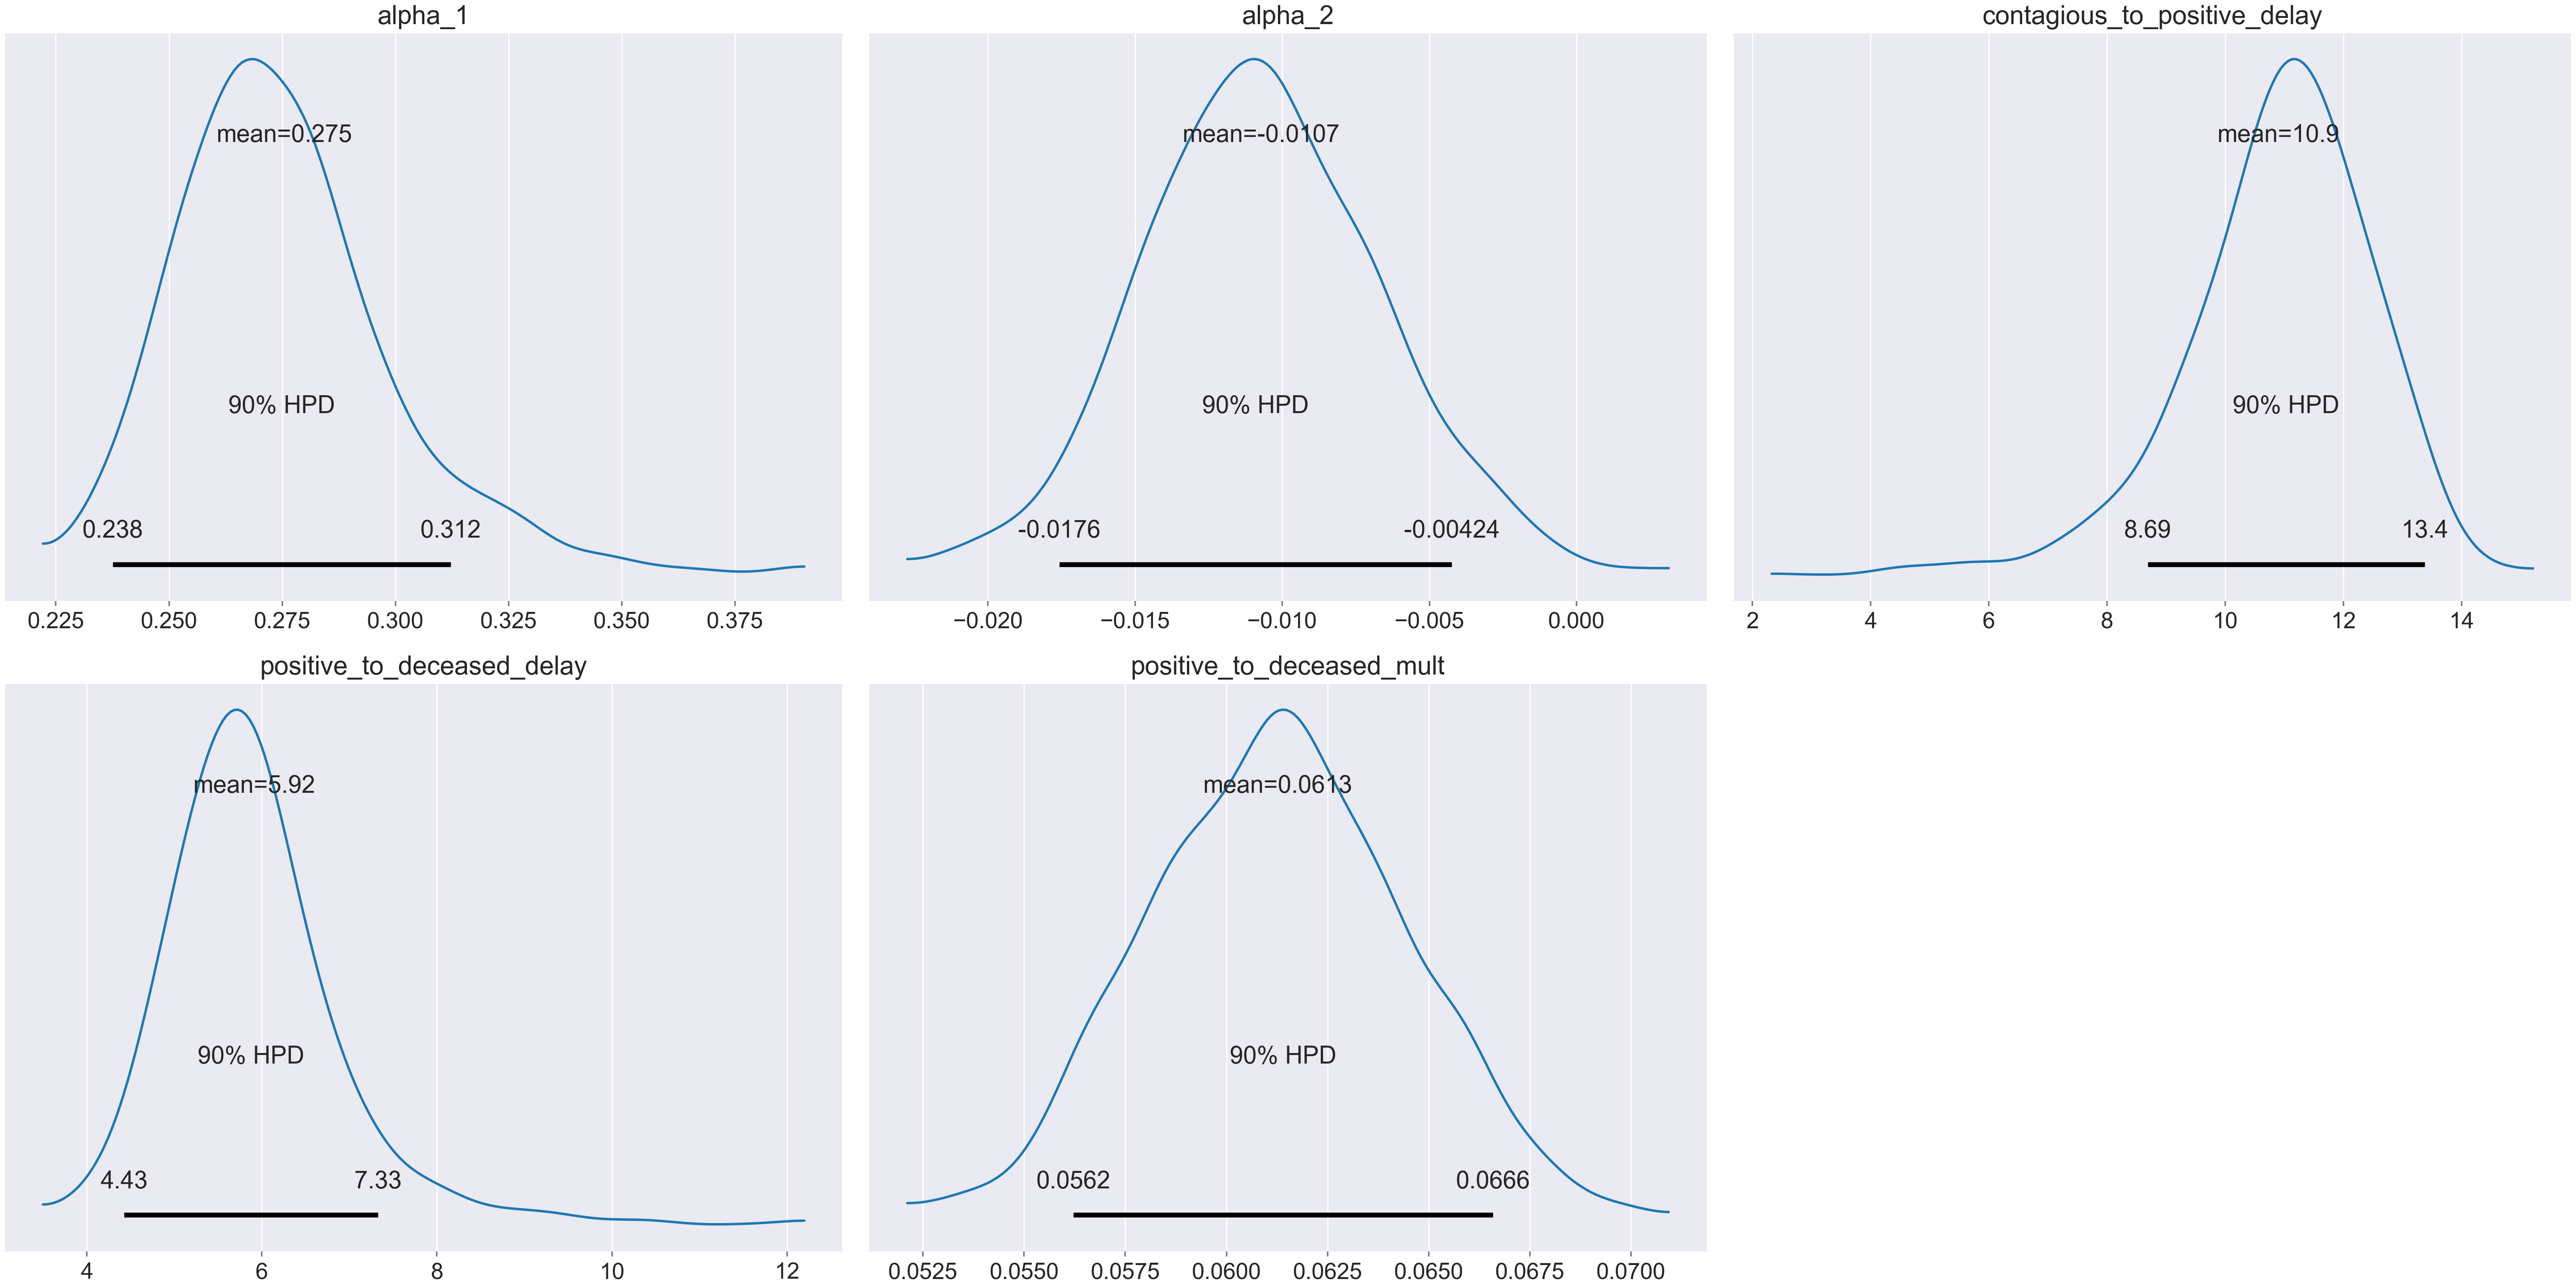 alpha_1
mean=0.275
90% HPD
0.238 0.312
0.225 0.250 0.275 0.300 0.325 0.350 0.375
alpha_2
mean=-0.0107
90% HPD
-0.0176 -0.00424
−0.020 −0.015 −0.010 −0.005 0.000
contagious_to_positive_delay
mean=10.9
90% HPD
8.69 13.4
2 4 6 8 10 12 14
positive_to_deceased_delay
mean=5.92
90% HPD
4.43 7.33
4 6 8 10 12
positive_to_deceased_mult
mean=0.0613
90% HPD
0.0562 0.0666
0.0525 0.0550 0.0575 0.0600 0.0625 0.0650 0.0675 0.0700